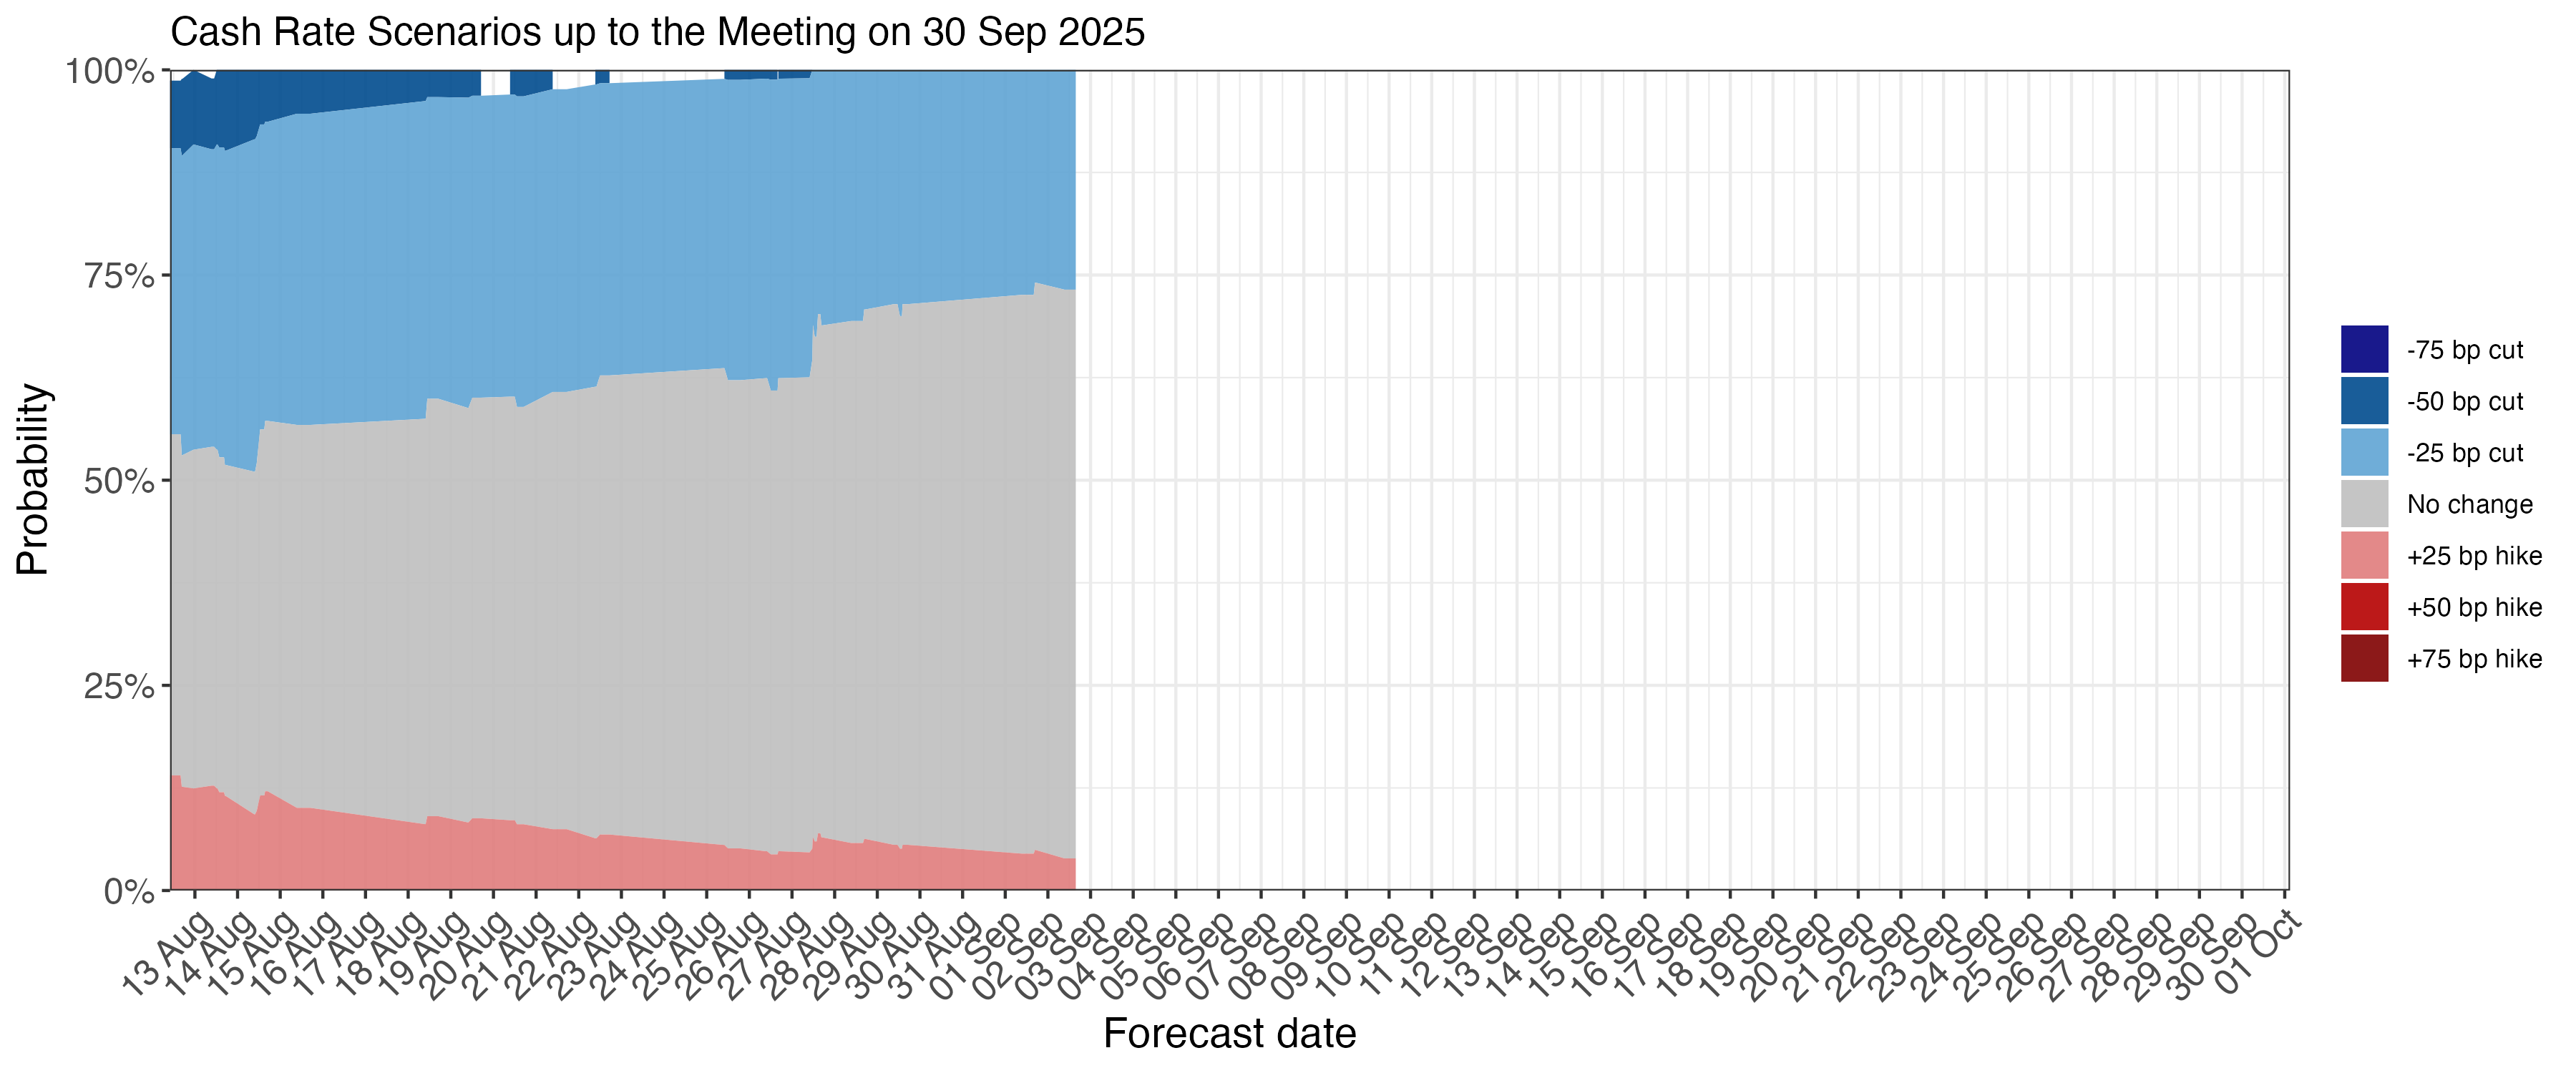 Cash Rate Scenarios up to the Meeting on 30 Sep 2025
100%
75%
50%
25%
0%
Probability
13 Aug
14 Aug
15 Aug
16 Aug
17 Aug
18 Aug
19 Aug
20 Aug
21 Aug
22 Aug
23 Aug
24 Aug
25 Aug
26 Aug
27 Aug
28 Aug
29 Aug
30 Aug
31 Aug
01 Sep
02 Sep
03 Sep
04 Sep
05 Sep
06 Sep
07 Sep
08 Sep
09 Sep
10 Sep
11 Sep
12 Sep
13 Sep
14 Sep
15 Sep
16 Sep
17 Sep
18 Sep
19 Sep
20 Sep
21 Sep
22 Sep
23 Sep
24 Sep
25 Sep
26 Sep
27 Sep
28 Sep
29 Sep
30 Sep
01 Oct
Forecast date
-75 bp cut
-50 bp cut
-25 bp cut
No change
+25 bp hike
+50 bp hike
+75 bp hike